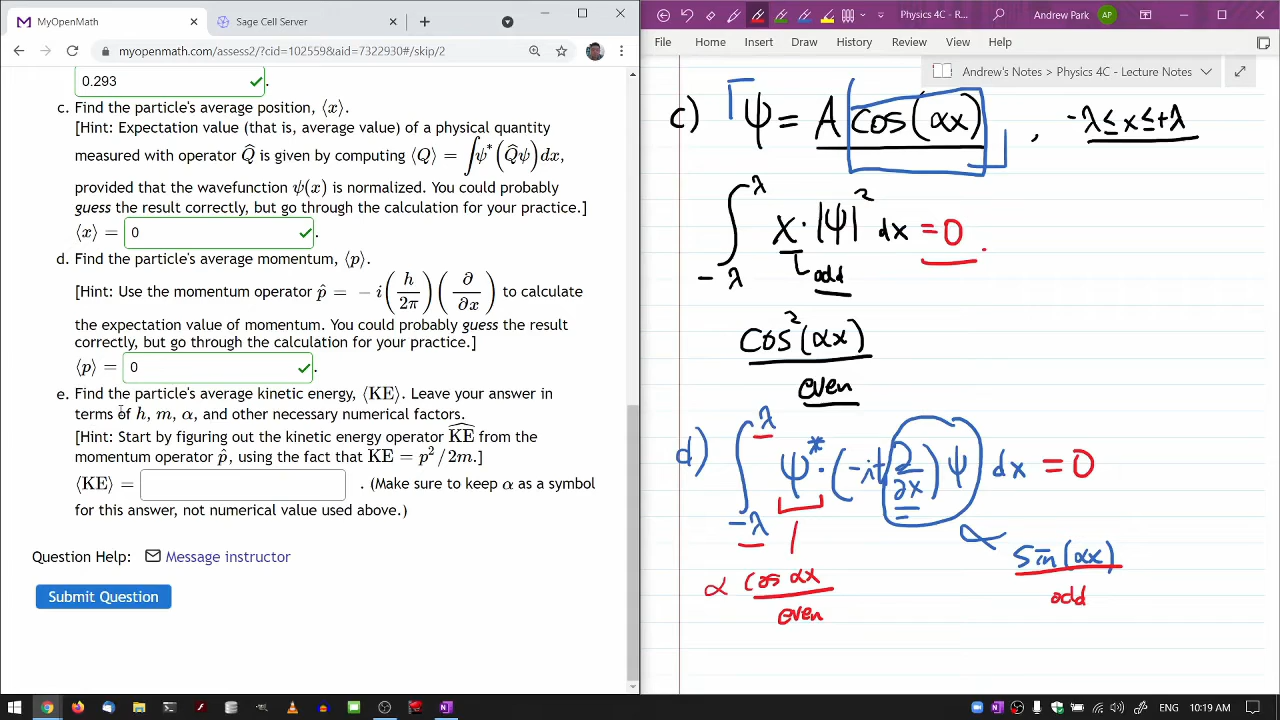 MyOpenMath
Sage Cell Server
myopenmath.com/assess2/?cid=102559&aid=7322930#/skip/2
0.293
c. Find the particle's average position, ⟨x⟩.
[Hint: Expectation value (that is, average value) of a physical quantity
measured with operator Q̂ is given by computing ⟨Q⟩ = ∫ψ*(Q̂ψ)dx,
provided that the wavefunction ψ(x) is normalized. You could probably
guess the result correctly, but go through the calculation for your practice.]
⟨x⟩ = 0.
d. Find the particle's average momentum, ⟨p⟩.
[Hint: Use the momentum operator p̂ = −i(h/2π)(∂/∂x) to calculate
the expectation value of momentum. You could probably guess the result
correctly, but go through the calculation for your practice.]
⟨p⟩ = 0.
e. Find the particle's average kinetic energy, ⟨KE⟩. Leave your answer in
terms of h, m, α, and other necessary numerical factors.
[Hint: Start by figuring out the kinetic energy operator K̂E from the
momentum operator p̂, using the fact that KE = p²/2m.]
⟨KE⟩ = . (Make sure to keep α as a symbol
for this answer, not numerical value used above.)
Question Help: Message instructor
Submit Question
Physics 4C - Lecture...
Andrew Park AP
File Home Insert Draw History Review View Help
Andrew's Notes › Physics 4C - Lecture Notes
c) ψ = A cos(αx), -λ≤x≤+λ
∫_{-λ}^{λ} x·|ψ|² dx = 0.
odd
cos²(αx)
even
d) ∫_{-λ}^{λ} ψ*·(-iħ ∂/∂x)ψ dx = 0
∝ sin(αx)
odd
∝ cos αx
even
10:19 AM